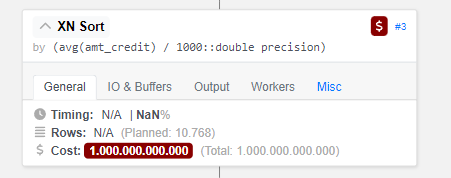 XN Sort $ #3
by (avg(amt_credit) / 1000::double precision)
General IO & Buffers Output Workers Misc
Timing: N/A | NaN%
Rows: N/A (Planned: 10.768)
$ Cost: 1.000.000.000.000 (Total: 1.000.000.000.000)